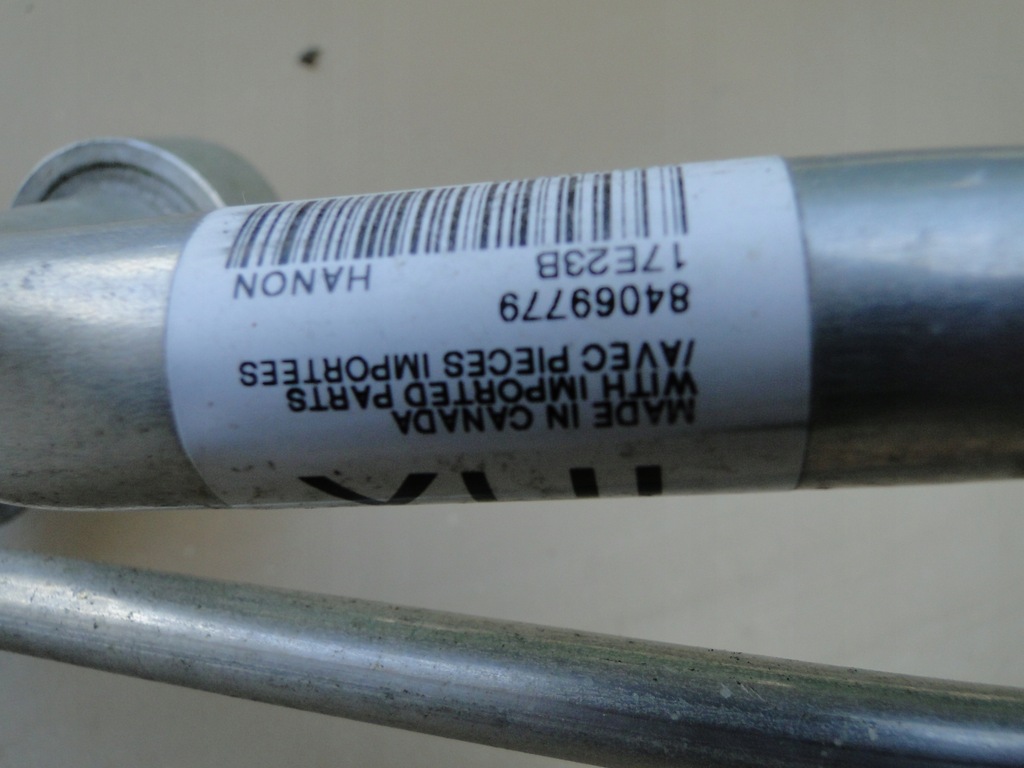 MADE IN CANADA
WITH IMPORTED PARTS
/AVEC PIECES IMPORTEES
84069779
17E23B HANON